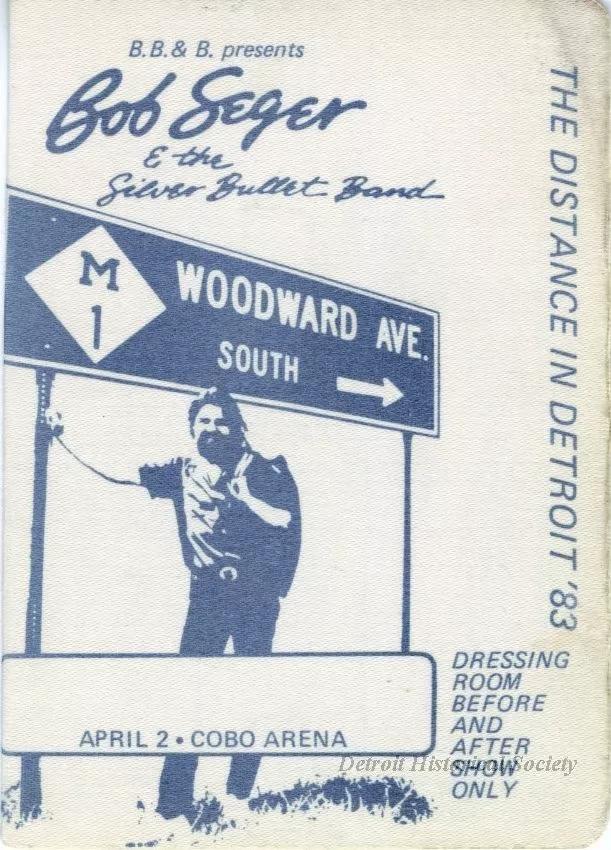 B.B. & B. presents
Bob Seger
& the
Silver Bullet Band
THE DISTANCE IN DETROIT '83
M
1
WOODWARD AVE.
SOUTH
APRIL 2 • COBO ARENA
DRESSING
ROOM
BEFORE
AND
AFTER
SHOW
ONLY
Detroit Historical Society